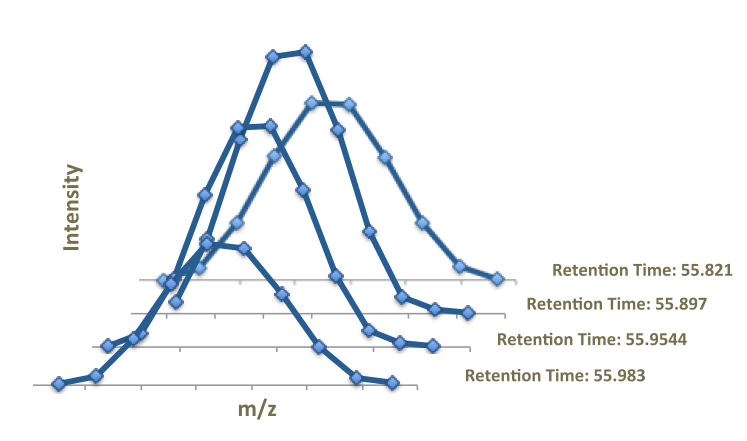 Intensity
Retention Time: 55.821
Retention Time: 55.897
Retention Time: 55.9544
Retention Time: 55.983
m/z